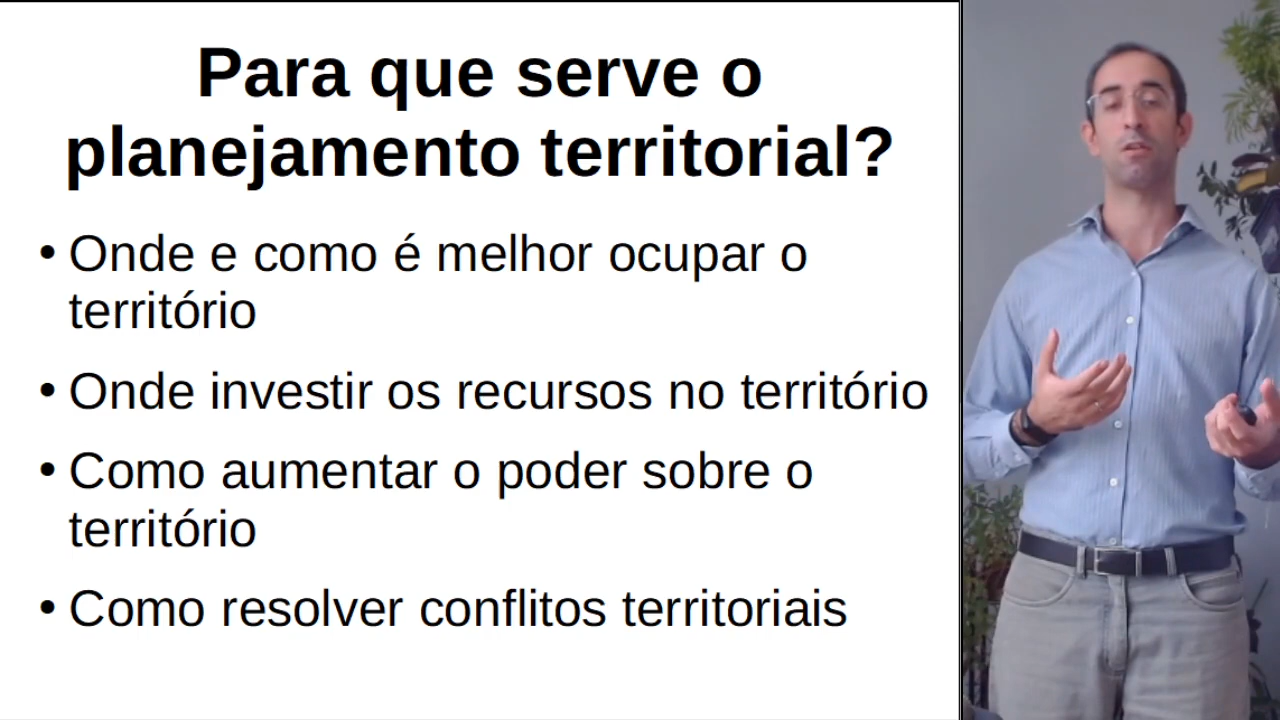 Para que serve o
planejamento territorial?
• Onde e como é melhor ocupar o
território
• Onde investir os recursos no território
• Como aumentar o poder sobre o
território
• Como resolver conflitos territoriais